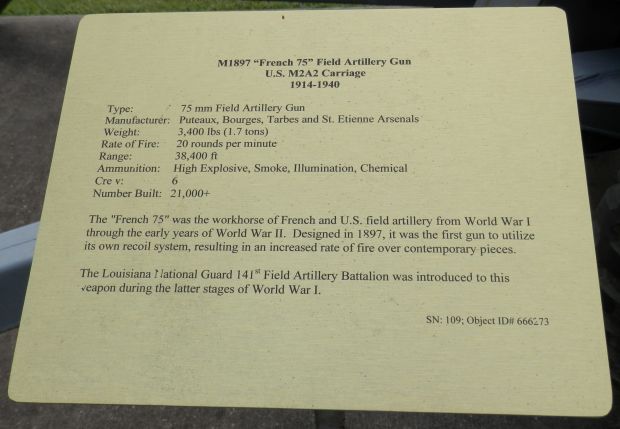 M1897 “French 75” Field Artillery Gun
U.S. M2A2 Carriage
1914-1940
Type: 75 mm Field Artillery Gun
Manufacturer: Puteaux, Bourges, Tarbes and St. Etienne Arsenals
Weight: 3,400 lbs (1.7 tons)
Rate of Fire: 20 rounds per minute
Range: 38,400 ft
Ammunition: High Explosive, Smoke, Illumination, Chemical
Crew: 6
Number Built: 21,000+
The "French 75" was the workhorse of French and U.S. field artillery from World War I
through the early years of World War II. Designed in 1897, it was the first gun to utilize
its own recoil system, resulting in an increased rate of fire over contemporary pieces.
The Louisiana National Guard 141st Field Artillery Battalion was introduced to this
weapon during the latter stages of World War I.
SN: 109; Object ID#